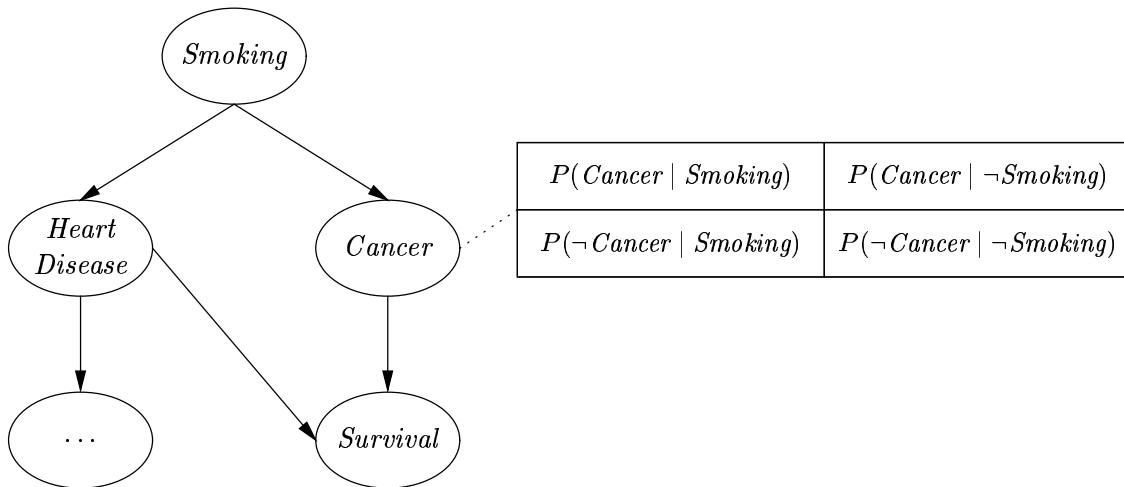 Smoking
P(Cancer | Smoking)
P(Cancer | ¬Smoking)
P(¬Cancer | Smoking)
P(¬Cancer | ¬Smoking)
Heart
Disease
Cancer
···
Survival